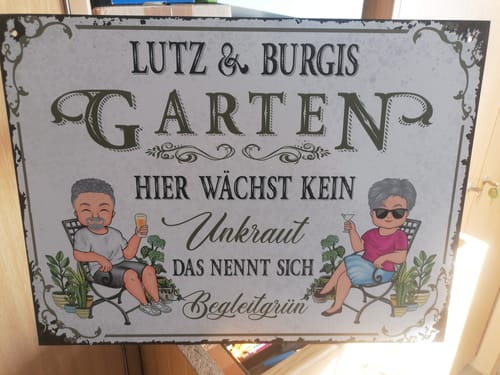 LUTZ & BURGIS
GARTEN
HIER WÄCHST KEIN
Unkraut
DAS NENNT SICH
Begleitgrün